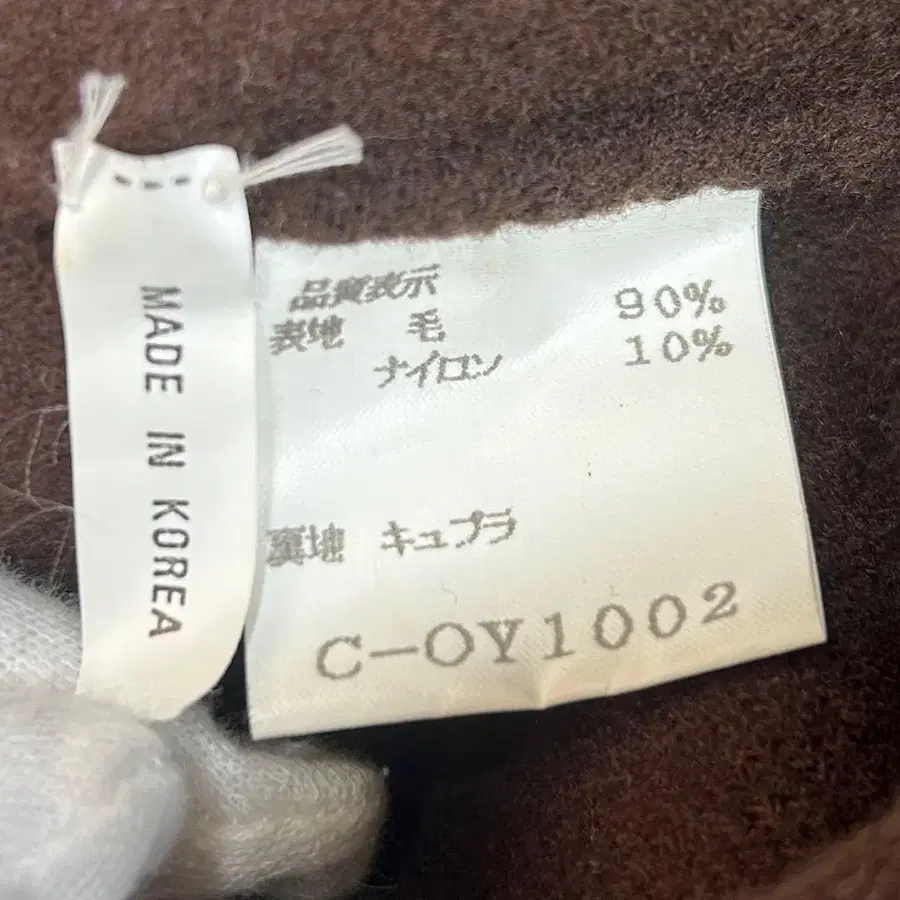 MADE IN KOREA
品質表示
表地 毛 90%
ナイロン 10%
裏地 キュプラ
C-OY1002